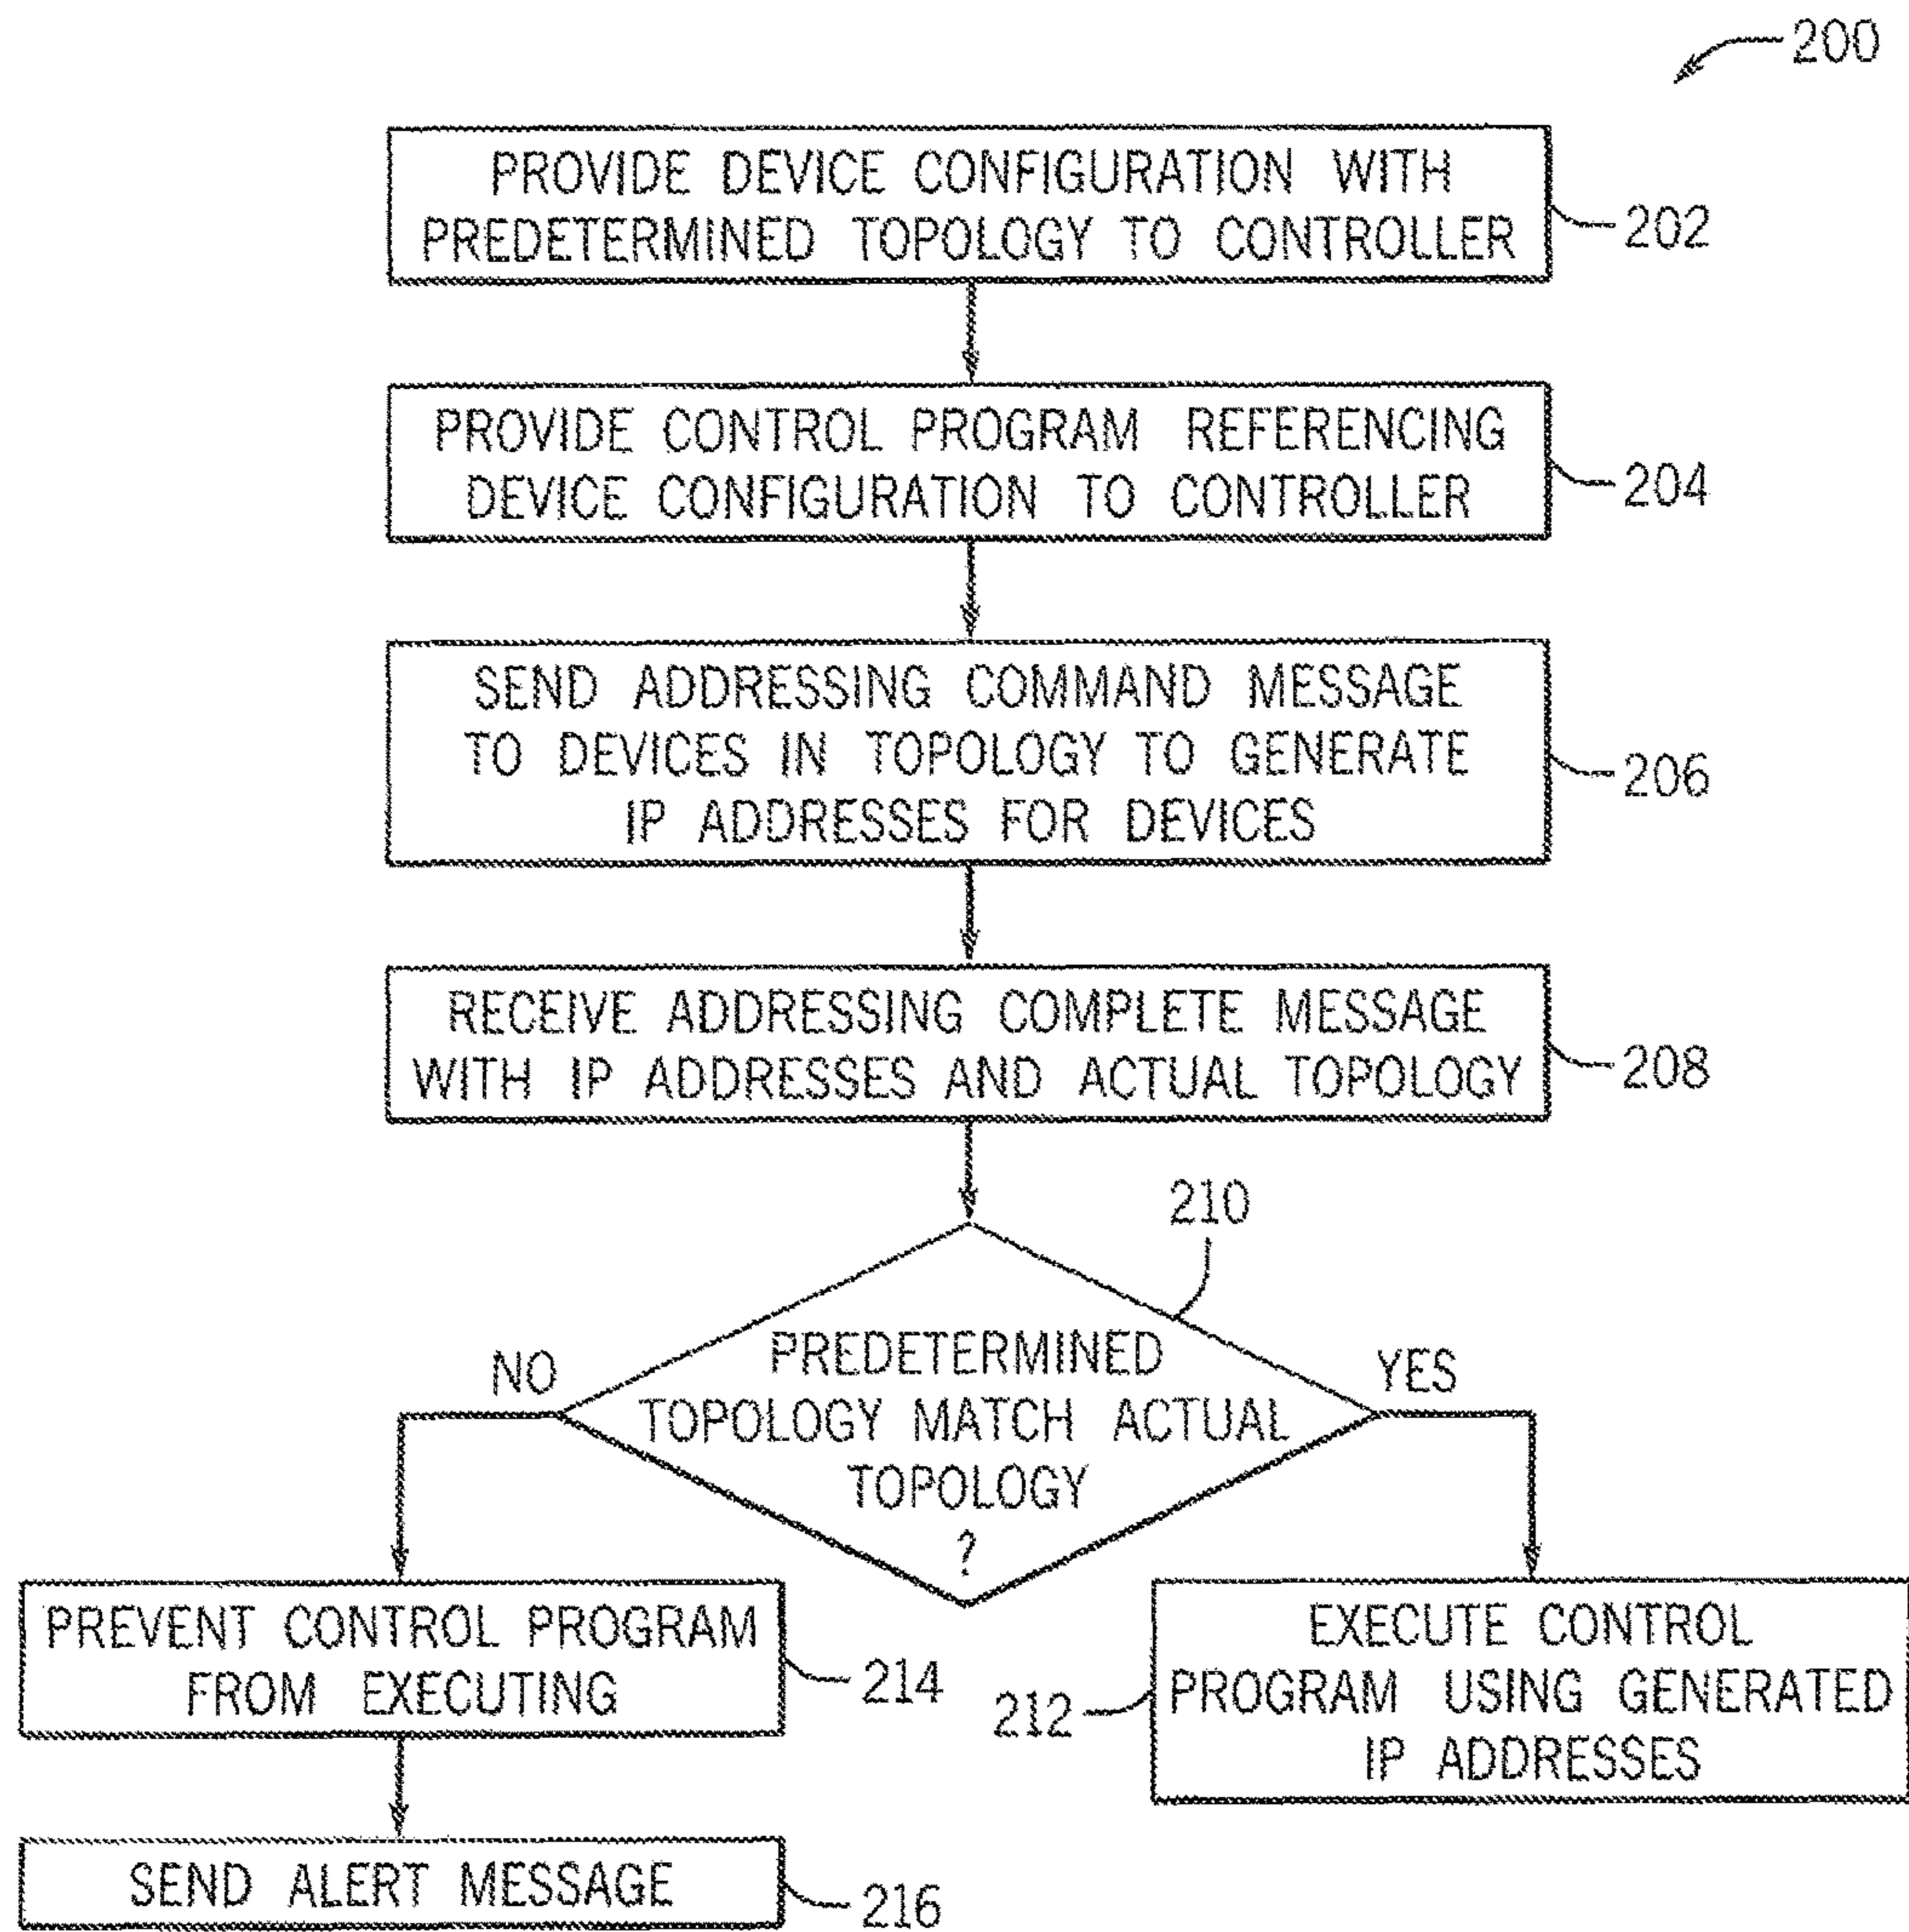 200
PROVIDE DEVICE CONFIGURATION WITH
PREDETERMINED TOPOLOGY TO CONTROLLER
202
PROVIDE CONTROL PROGRAM REFERENCING
DEVICE CONFIGURATION TO CONTROLLER
204
SEND ADDRESSING COMMAND MESSAGE
TO DEVICES IN TOPOLOGY TO GENERATE
IP ADDRESSES FOR DEVICES
206
RECEIVE ADDRESSING COMPLETE MESSAGE
WITH IP ADDRESSES AND ACTUAL TOPOLOGY
208
210
PREDETERMINED
TOPOLOGY MATCH ACTUAL
TOPOLOGY
?
NO
YES
PREVENT CONTROL PROGRAM
FROM EXECUTING
214
212
EXECUTE CONTROL
PROGRAM USING GENERATED
IP ADDRESSES
SEND ALERT MESSAGE
216